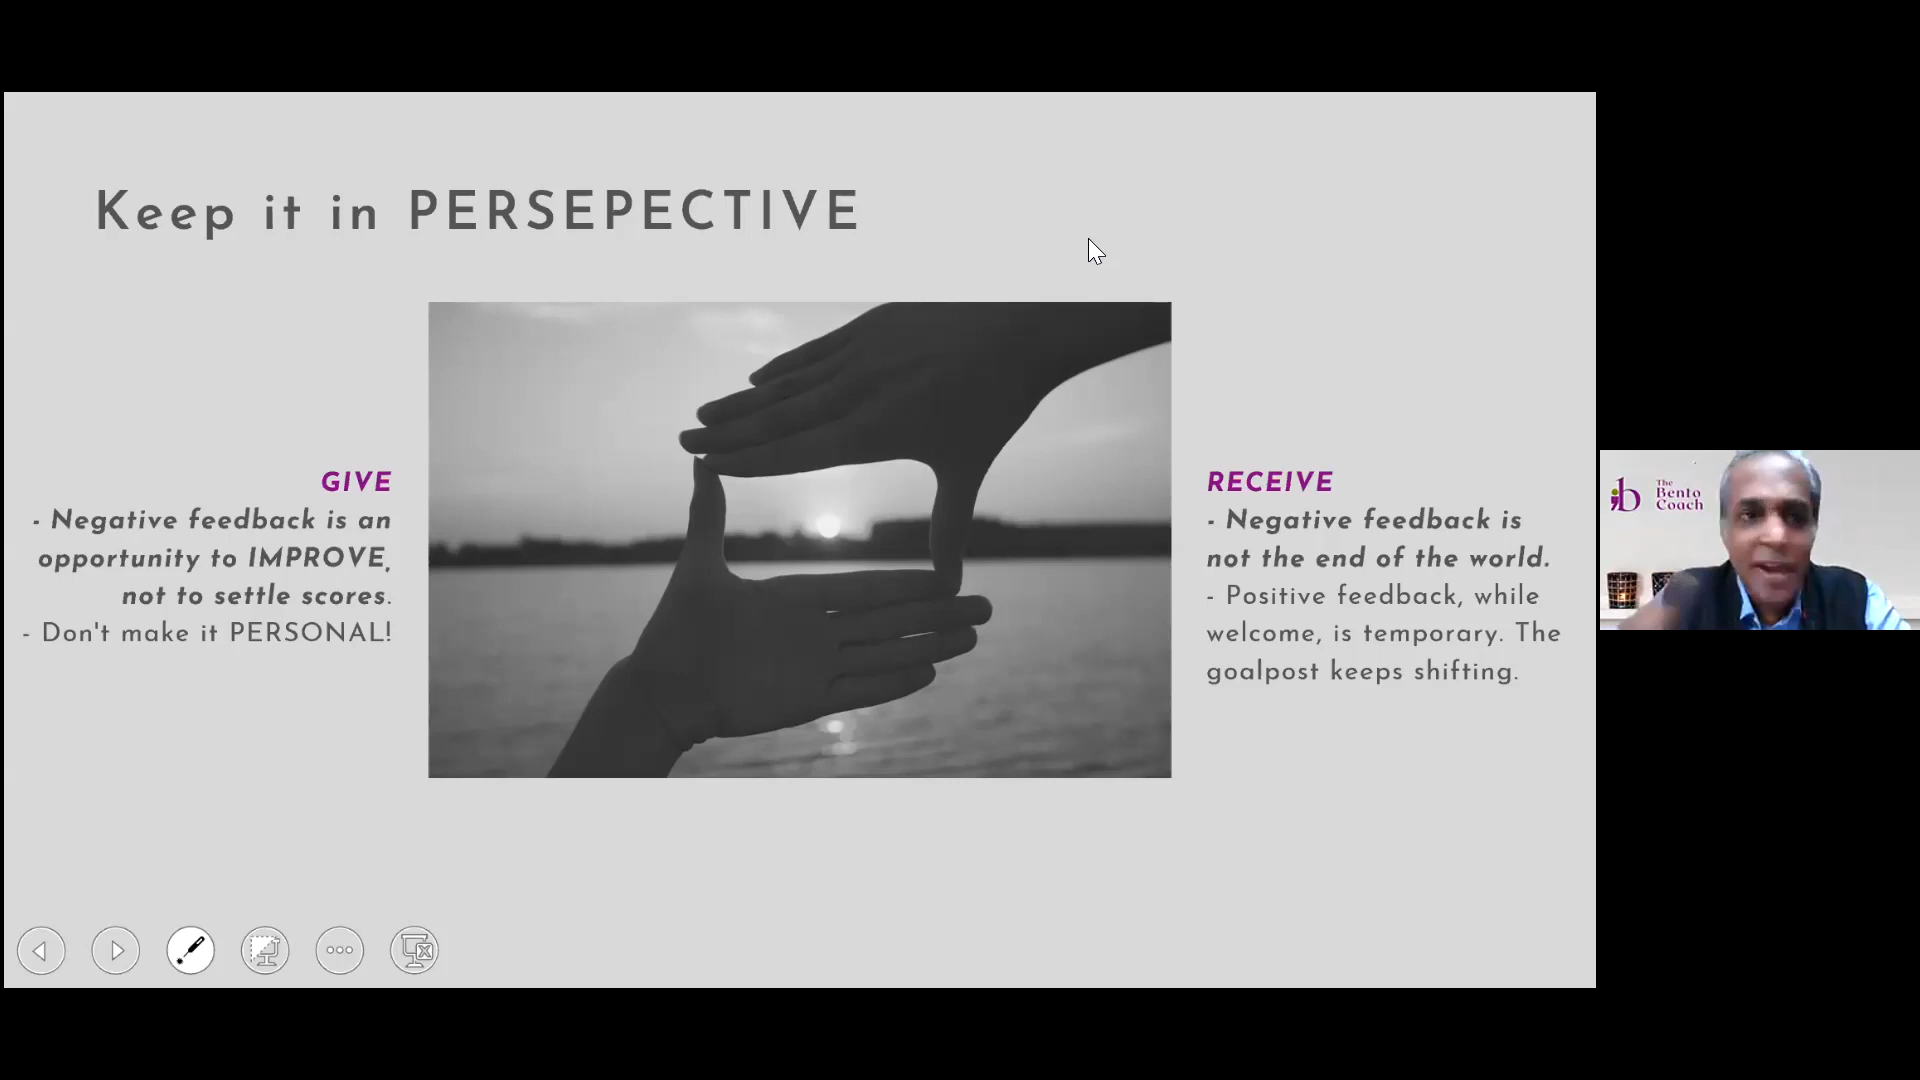 Keep it in PERSEPECTIVE
GIVE
- Negative feedback is an
opportunity to IMPROVE,
not to settle scores.
- Don't make it PERSONAL!
RECEIVE
- Negative feedback is
not the end of the world.
- Positive feedback, while
welcome, is temporary. The
goalpost keeps shifting.
The
Bento
Coach